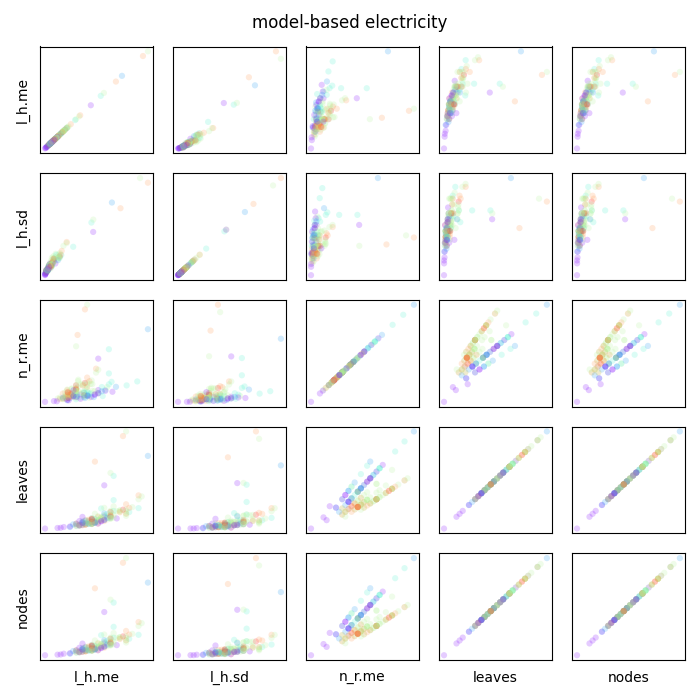 model-based electricity
l_h.me
l_h.sd
n_r.me
leaves
nodes
l_h.me
l_h.sd
n_r.me
leaves
nodes